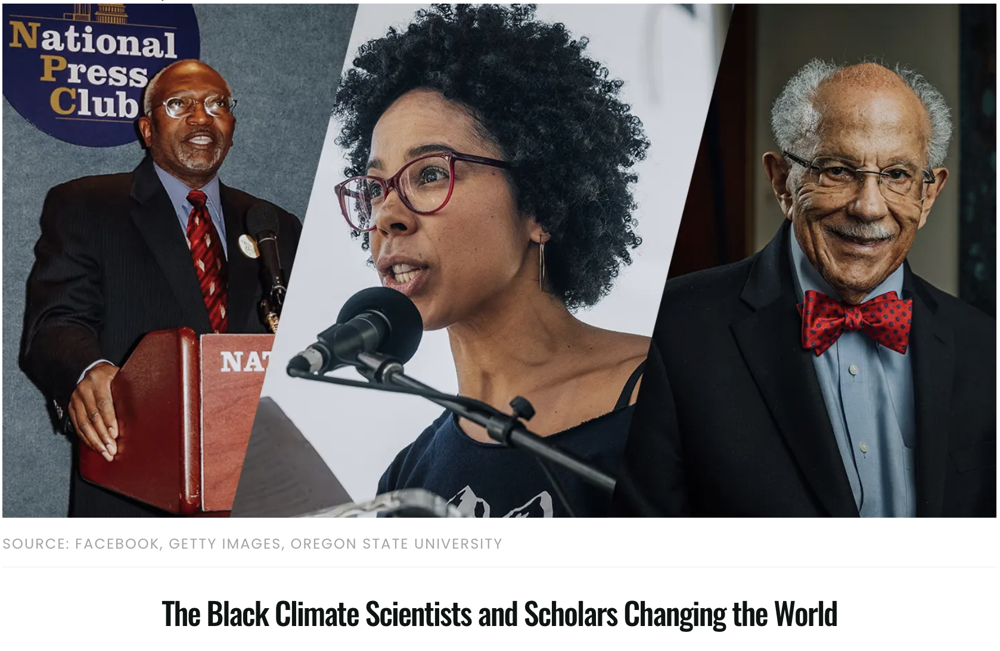 National
Press
Club
NAT
SOURCE: FACEBOOK, GETTY IMAGES, OREGON STATE UNIVERSITY
The Black Climate Scientists and Scholars Changing the World